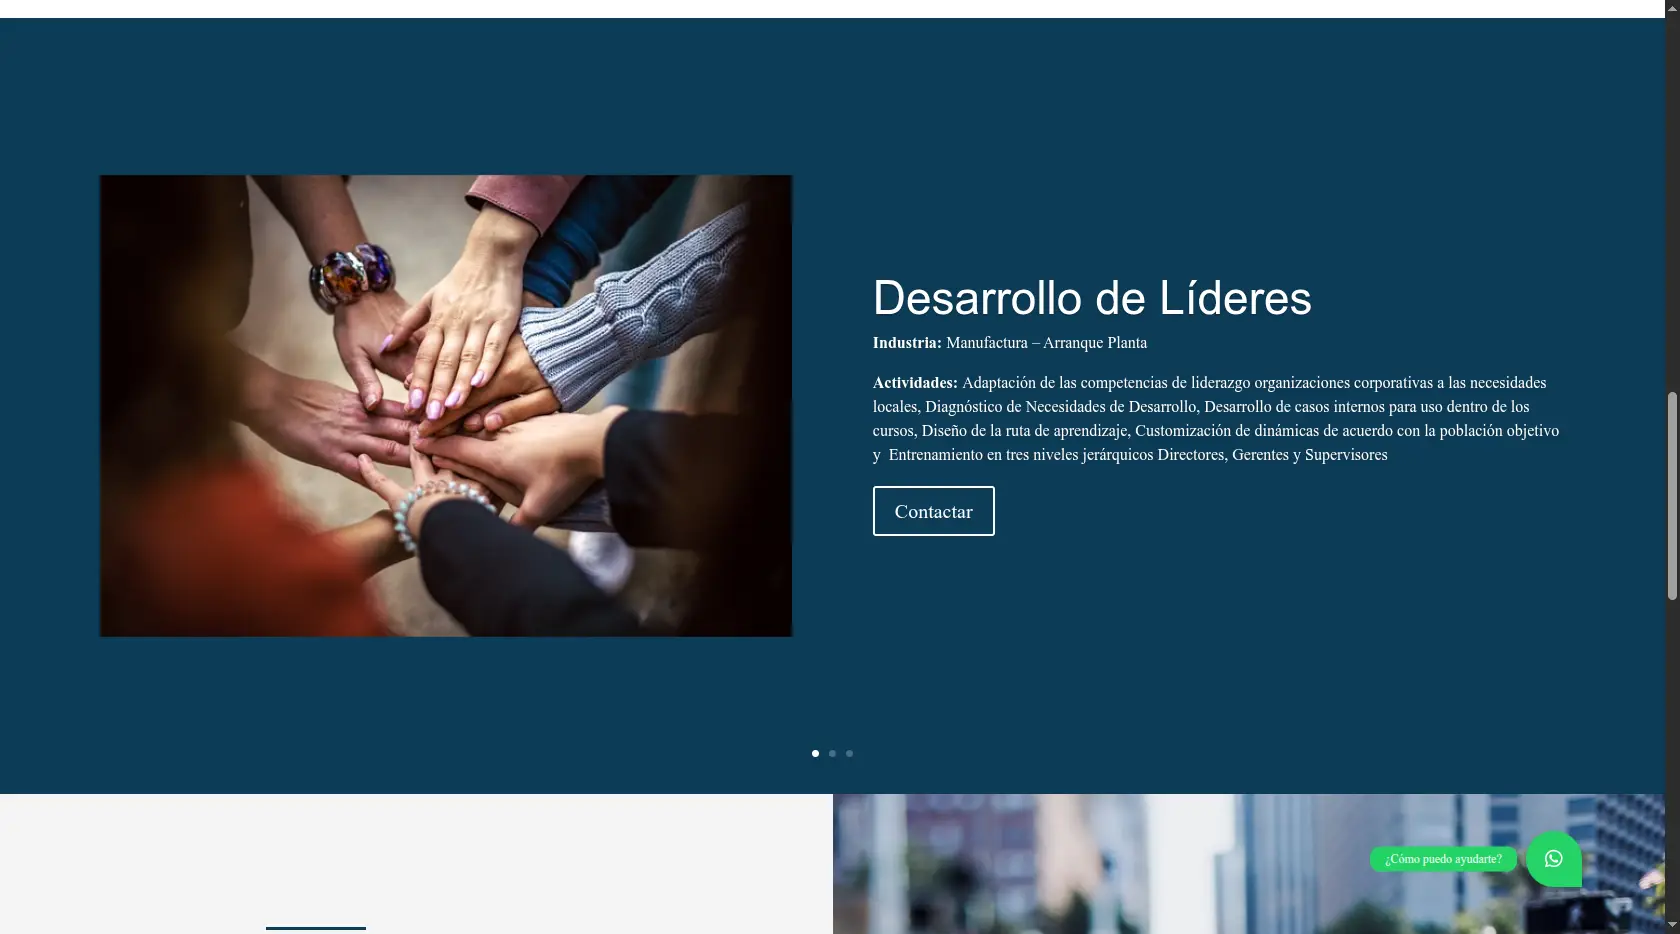 Desarrollo de Líderes
Industria: Manufactura – Arranque Planta
Actividades: Adaptación de las competencias de liderazgo organizaciones corporativas a las necesidades
locales, Diagnóstico de Necesidades de Desarrollo, Desarrollo de casos internos para uso dentro de los
cursos, Diseño de la ruta de aprendizaje, Customización de dinámicas de acuerdo con la población objetivo
y  Entrenamiento en tres niveles jerárquicos Directores, Gerentes y Supervisores
Contactar
¿Cómo puedo ayudarte?